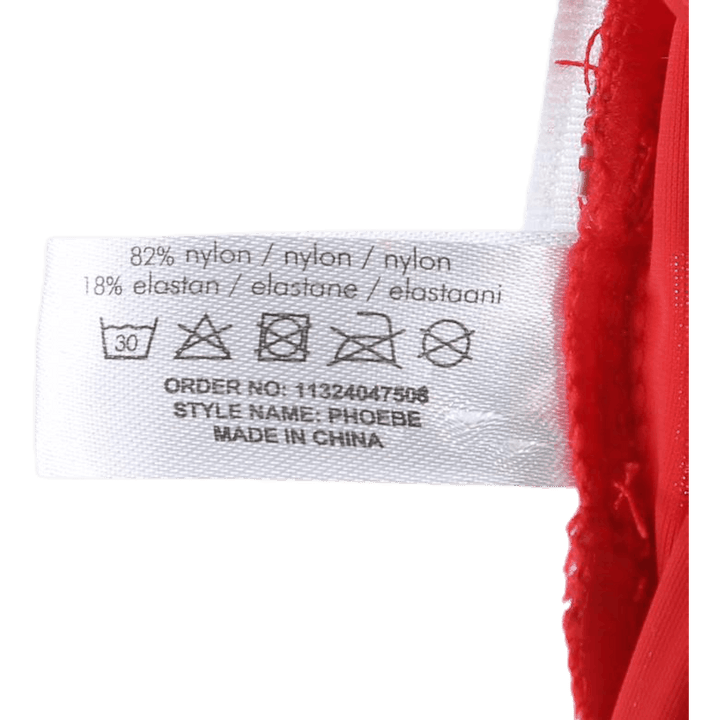 82% nylon / nylon / nylon
18% elastan / elastane / elastaani
30
ORDER NO: 11324047508
STYLE NAME: PHOEBE
MADE IN CHINA